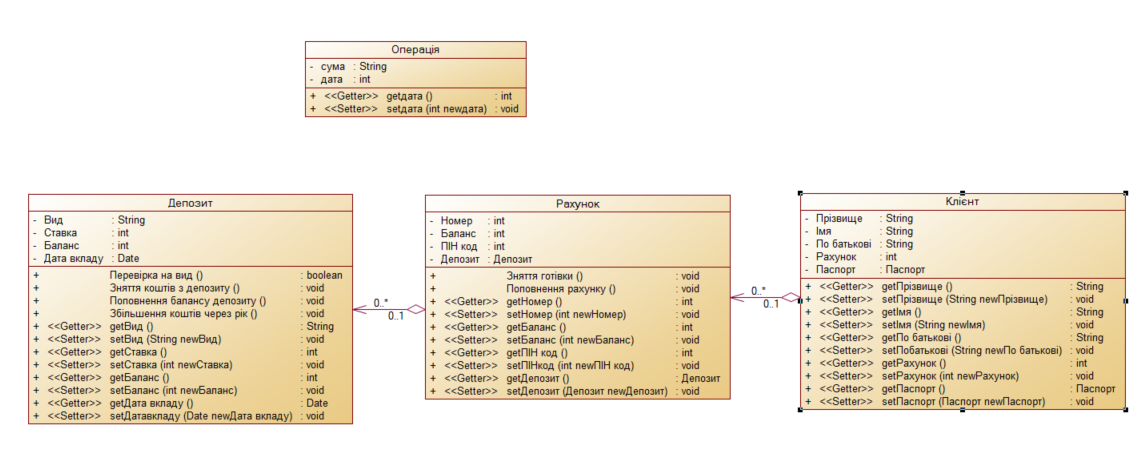 Операція
- сума : String
- дата : int
+ <<Getter>> getдата () : int
+ <<Setter>> setдата (int newдата) : void
Депозит
- Вид : String
- Ставка : int
- Баланс : int
- Дата вкладу : Date
+ Перевірка на вид () : boolean
+ Зняття коштів з депозиту () : void
+ Поповнення балансу депозиту () : void
+ Збільшення коштів через рік () : void
+ <<Getter>> getВид () : String
+ <<Setter>> setВид (String newВид) : void
+ <<Getter>> getСтавка () : int
+ <<Setter>> setСтавка (int newСтавка) : void
+ <<Getter>> getБаланс () : int
+ <<Setter>> setБаланс (int newБаланс) : void
+ <<Getter>> getДата вкладу () : Date
+ <<Setter>> setДатавкладу (Date newДата вкладу) : void
0..*
0..1
Рахунок
- Номер : int
- Баланс : int
- ПІН код : int
- Депозит : Депозит
+ Зняття готівки () : void
+ Поповнення рахунку () : void
+ <<Getter>> getНомер () : int
+ <<Setter>> setНомер (int newНомер) : void
+ <<Getter>> getБаланс () : int
+ <<Setter>> setБаланс (int newБаланс) : void
+ <<Getter>> getПІН код () : int
+ <<Setter>> setПІНкод (int newПІН код) : void
+ <<Getter>> getДепозит () : Депозит
+ <<Setter>> setДепозит (Депозит newДепозит) : void
0..*
0..1
Клієнт
- Прізвище : String
- Імя : String
- По батькові : String
- Рахунок : int
- Паспорт : Паспорт
+ <<Getter>> getПрізвище () : String
+ <<Setter>> setПрізвище (String newПрізвище) : void
+ <<Getter>> getІмя () : String
+ <<Setter>> setІмя (String newІмя) : void
+ <<Getter>> getПо батькові () : String
+ <<Setter>> setПобатькові (String newПо батькові) : void
+ <<Getter>> getРахунок () : int
+ <<Setter>> setРахунок (int newРахунок) : void
+ <<Getter>> getПаспорт () : Паспорт
+ <<Setter>> setПаспорт (Паспорт newПаспорт) : void